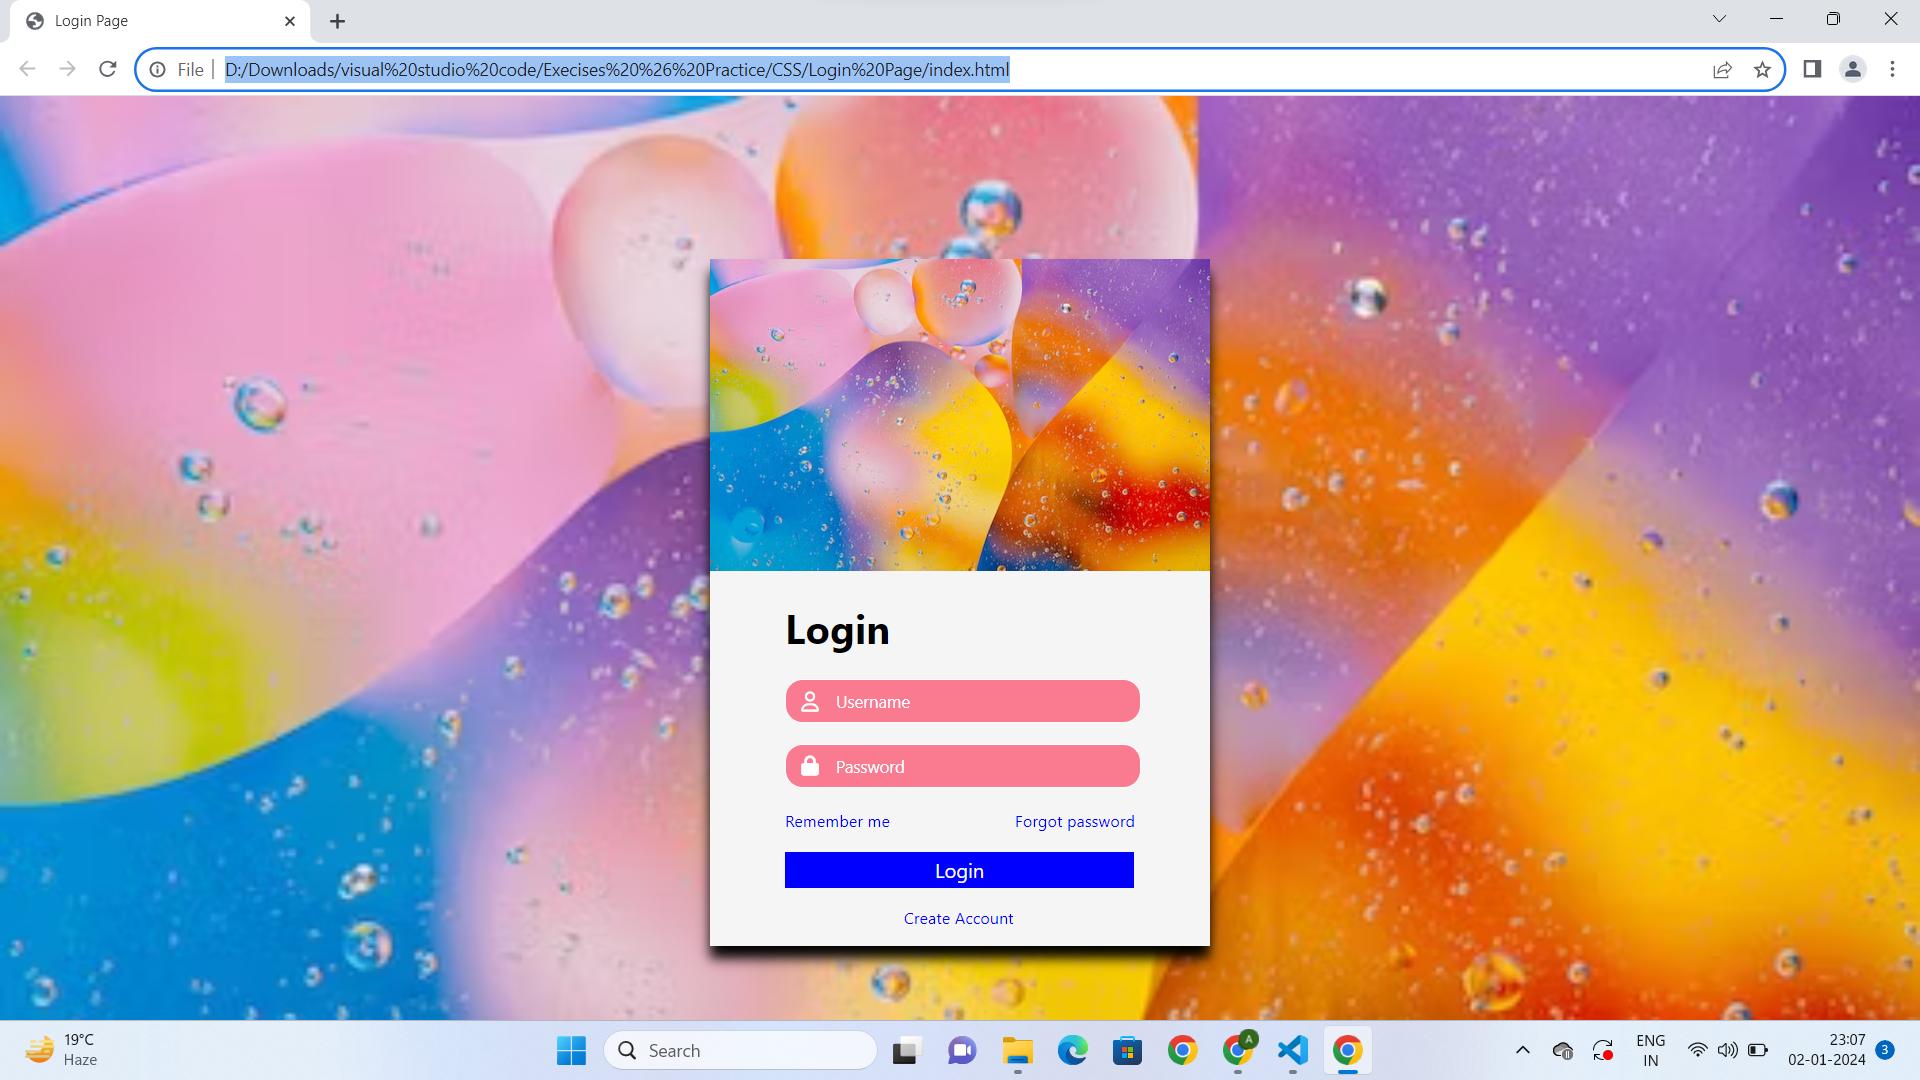 Login Page
File
D:/Downloads/visual%20studio%20code/Execises%20%26%20Practice/CSS/Login%20Page/index.html
Login
Username
Password
Remember me
Forgot password
Login
Create Account
19°C
Haze
Search
A
ENG
IN
23:07
02-01-2024
3